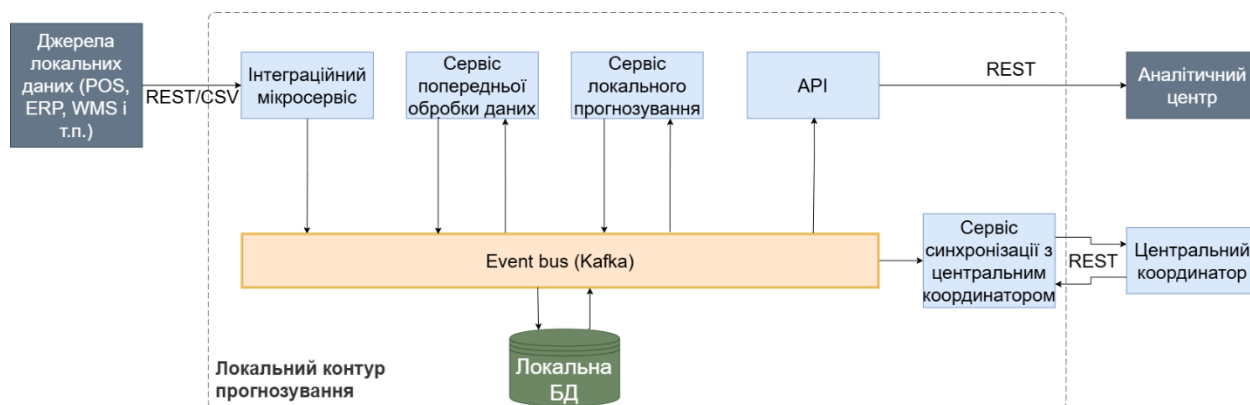 Джерела
локальних
даних (POS,
ERP, WMS і
т.п.)
REST/CSV
Інтеграційний
мікросервіс
Сервіс
попередньої
обробки даних
Сервіс
локального
прогнозування
API
REST
Аналітичний
центр
Event bus (Kafka)
Сервіс
синхронізації з
центральним
координатором
REST
Центральний
координатор
Локальна
БД
Локальний контур
прогнозування